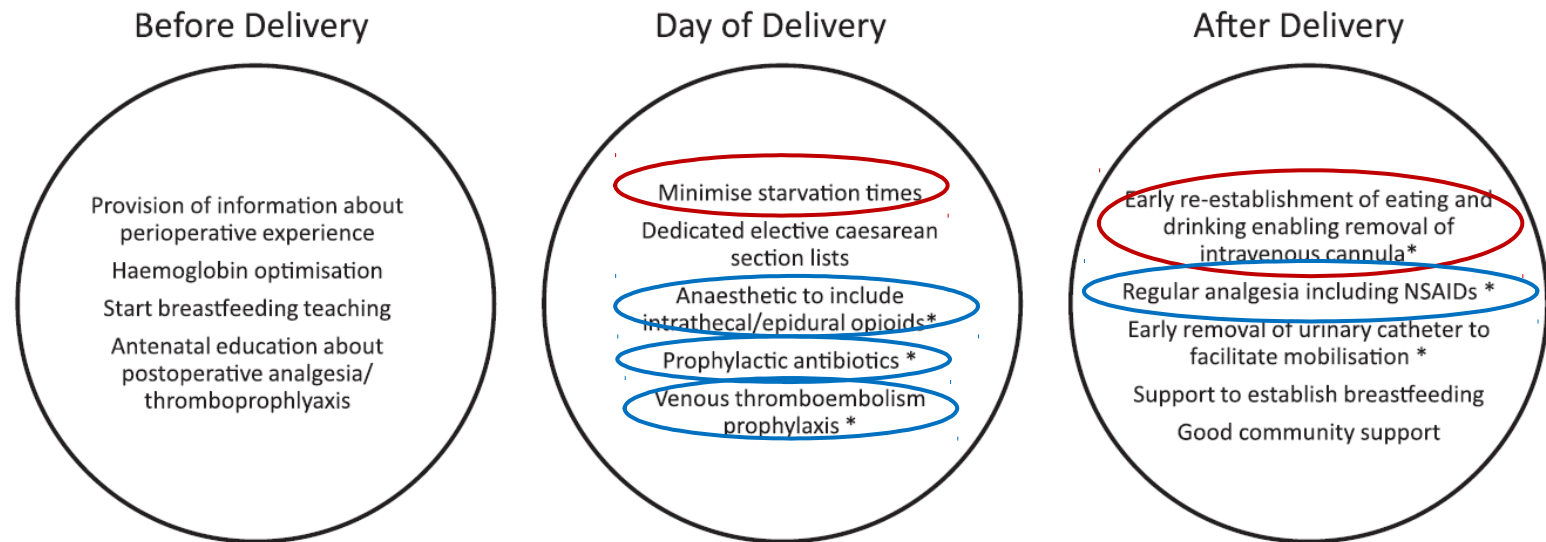 Before Delivery
Provision of information about
perioperative experience
Haemoglobin optimisation
Start breastfeeding teaching
Antenatal education about
postoperative analgesia/
thromboprophlyaxis
Day of Delivery
Minimise starvation times
Dedicated elective caesarean
section lists
Anaesthetic to include
intrathecal/epidural opioids*
Prophylactic antibiotics *
Venous thromboembolism
prophylaxis *
After Delivery
Early re-establishment of eating and
drinking enabling removal of
intravenous cannula*
Regular analgesia including NSAIDs *
Early removal of urinary catheter to
facilitate mobilisation *
Support to establish breastfeeding
Good community support